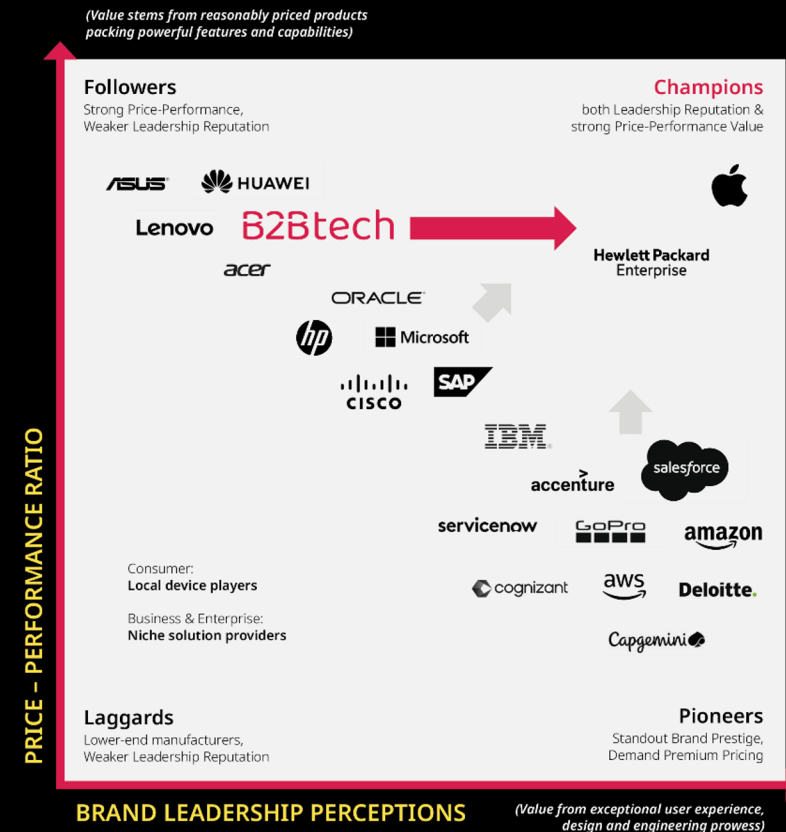 (Value stems from reasonably priced products
packing powerful features and capabilities)
Followers
Strong Price-Performance,
Weaker Leadership Reputation
Champions
both Leadership Reputation &
strong Price-Performance Value
ASUS
HUAWEI
Lenovo
B2Btech
Hewlett Packard
Enterprise
acer
ORACLE
hp
Microsoft
CISCO
SAP
IBM
accenture
salesforce
servicenow
GoPro
amazon
Consumer:
Local device players
cognizant
aws
Deloitte.
Business & Enterprise:
Niche solution providers
Capgemini
Laggards
Lower-end manufacturers,
Weaker Leadership Reputation
Pioneers
Standout Brand Prestige,
Demand Premium Pricing,
PRICE – PERFORMANCE RATIO
BRAND LEADERSHIP PERCEPTIONS
(Value from exceptional user experience,
design and engineering prowess)